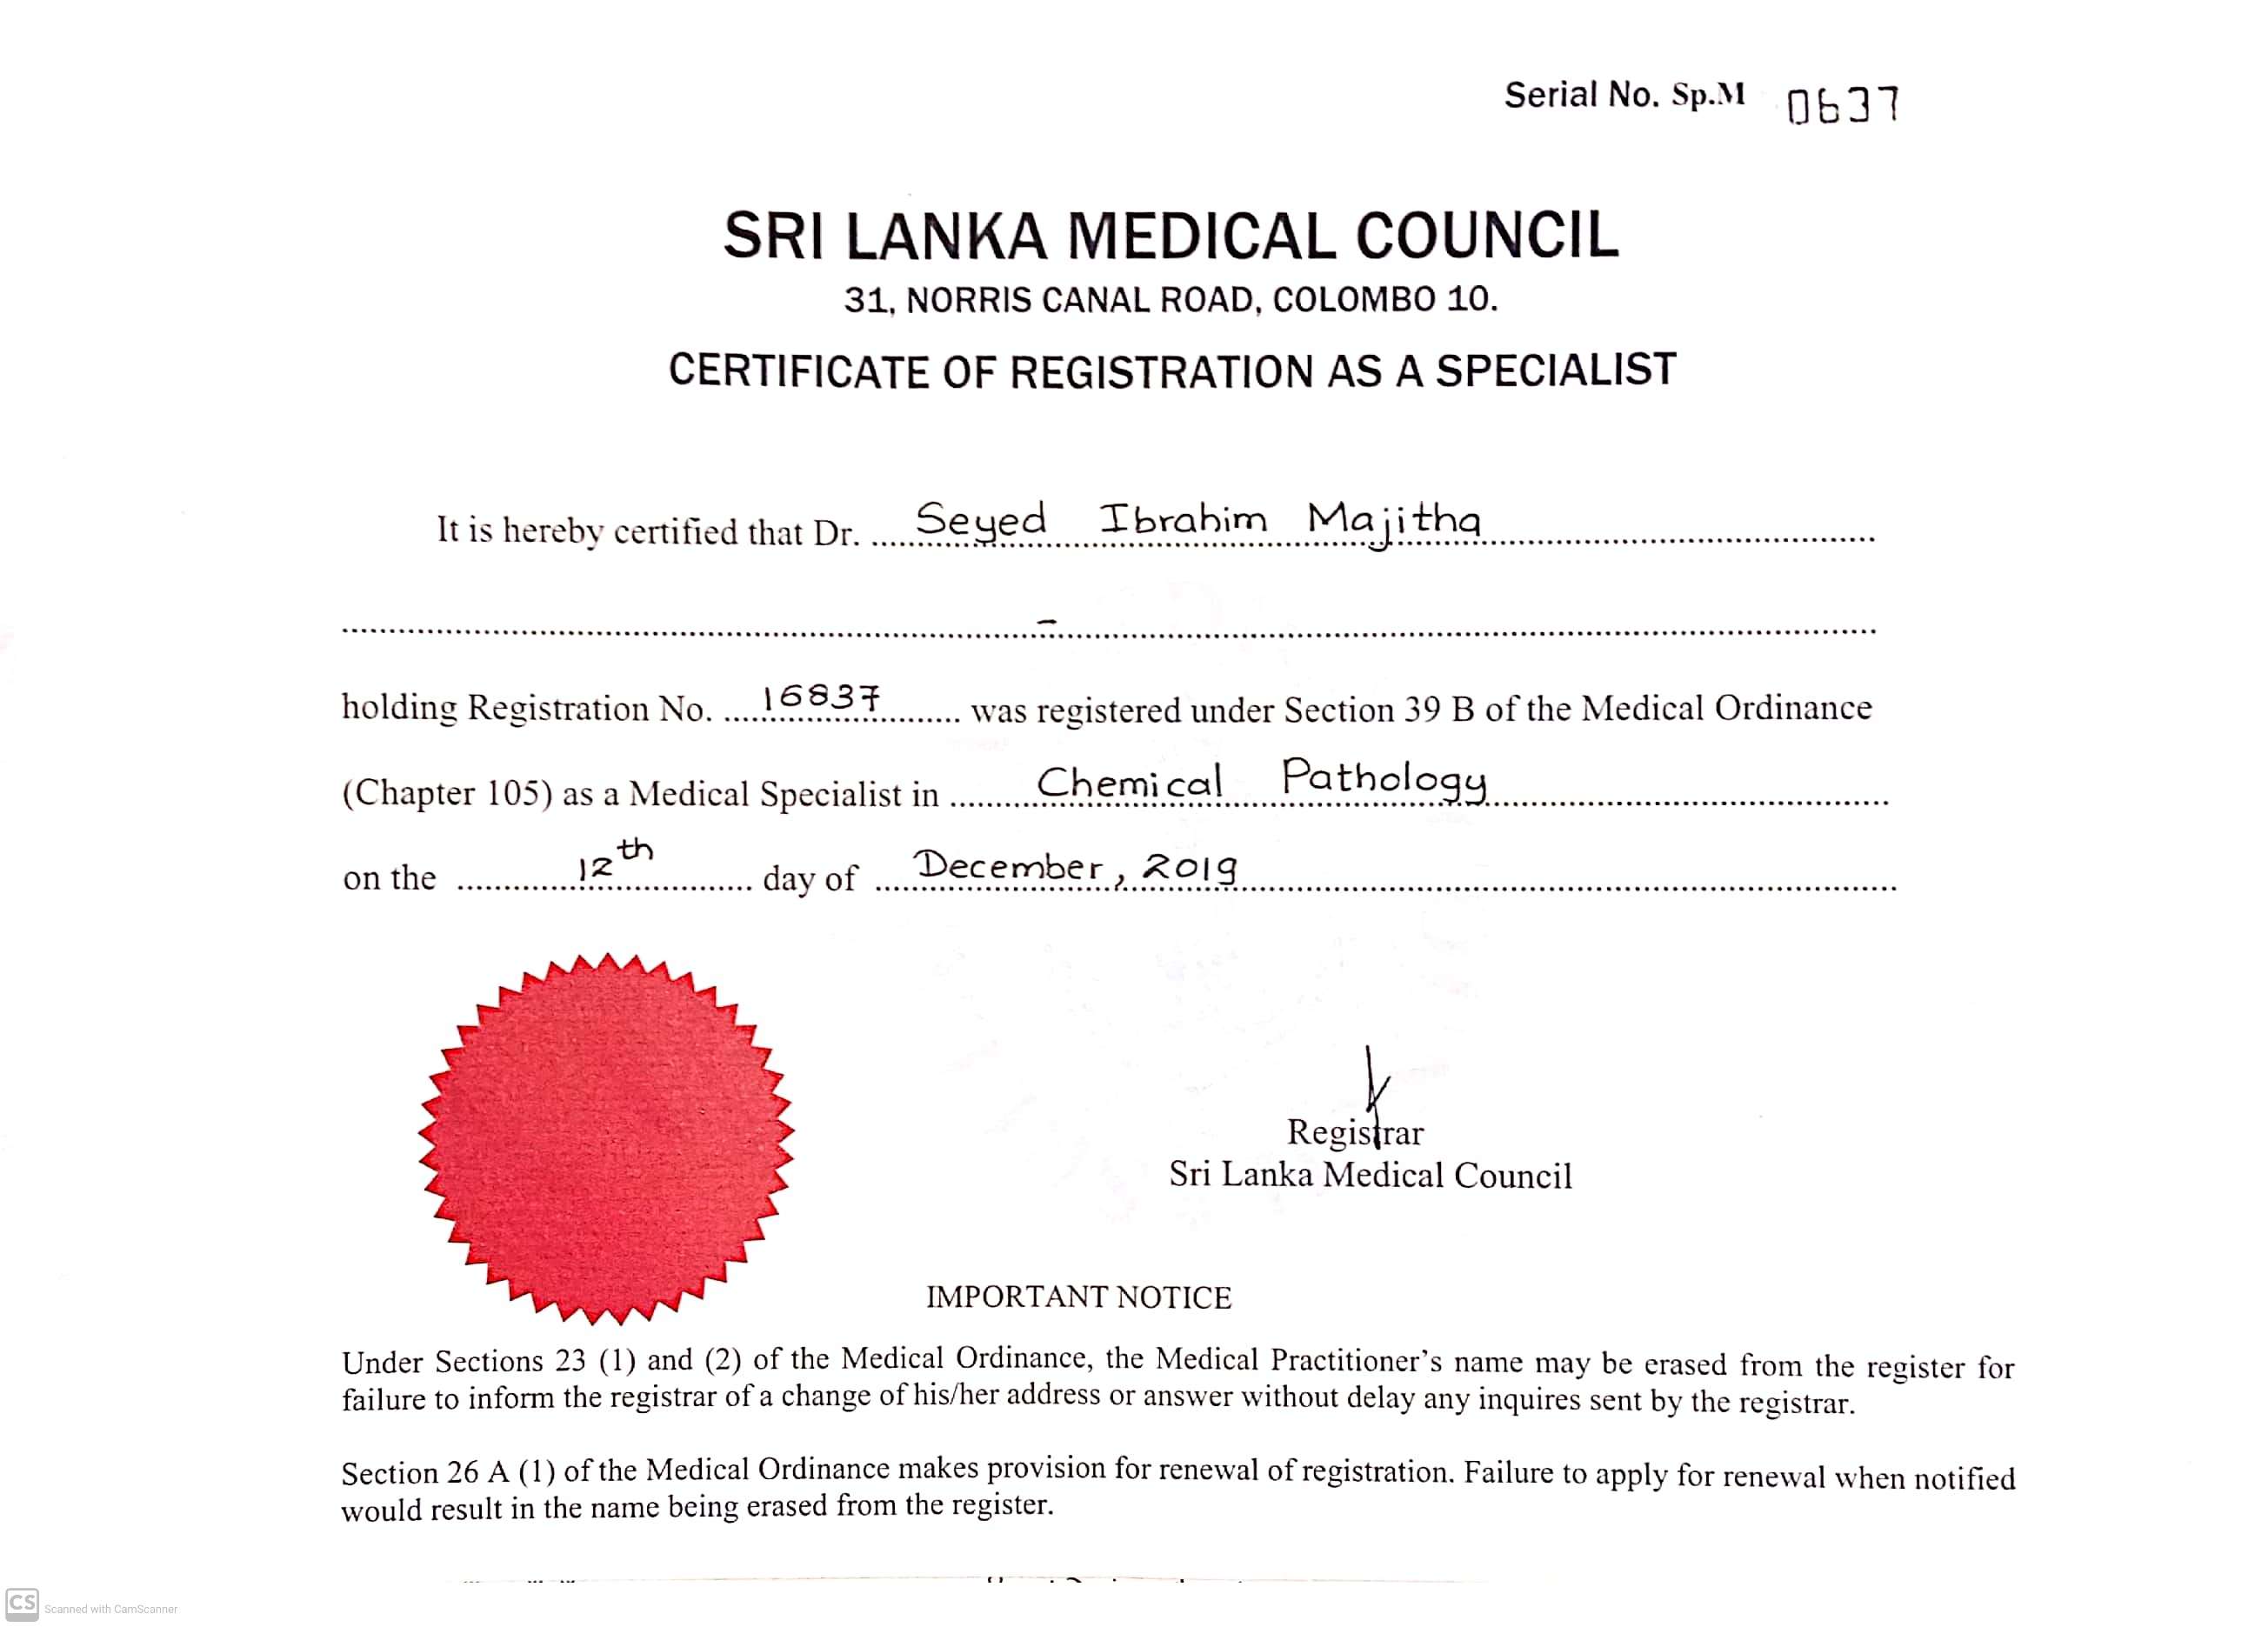 Serial No. Sp.M 0637
SRI LANKA MEDICAL COUNCIL
31, NORRIS CANAL ROAD, COLOMBO 10.
CERTIFICATE OF REGISTRATION AS A SPECIALIST
It is hereby certified that Dr. Seyed Ibrahim Majitha
–
holding Registration No. 16837 was registered under Section 39 B of the Medical Ordinance
(Chapter 105) as a Medical Specialist in Chemical Pathology
on the 12th day of December, 2019
Registrar
Sri Lanka Medical Council
IMPORTANT NOTICE
Under Sections 23 (1) and (2) of the Medical Ordinance, the Medical Practitioner's name may be erased from the register for
failure to inform the registrar of a change of his/her address or answer without delay any inquires sent by the registrar.
Section 26 A (1) of the Medical Ordinance makes provision for renewal of registration. Failure to apply for renewal when notified
would result in the name being erased from the register.
CS Scanned with CamScanner